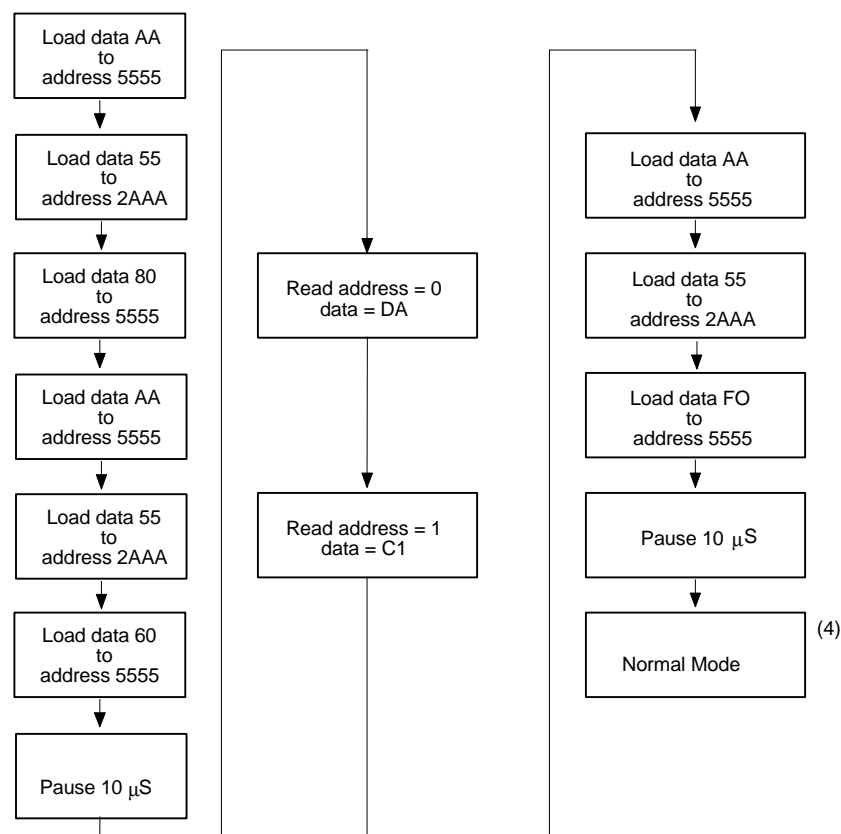 Load data AA
to
address 5555
Load data 55
to
address 2AAA
Load data 80
to
address 5555
Load data AA
to
address 5555
Load data 55
to
address 2AAA
Load data 60
to
address 5555
Pause 10 μS
Read address = 0
data = DA
Read address = 1
data = C1
Load data AA
to
address 5555
Load data 55
to
address 2AAA
Load data FO
to
address 5555
Pause 10 μS
Normal Mode
(4)